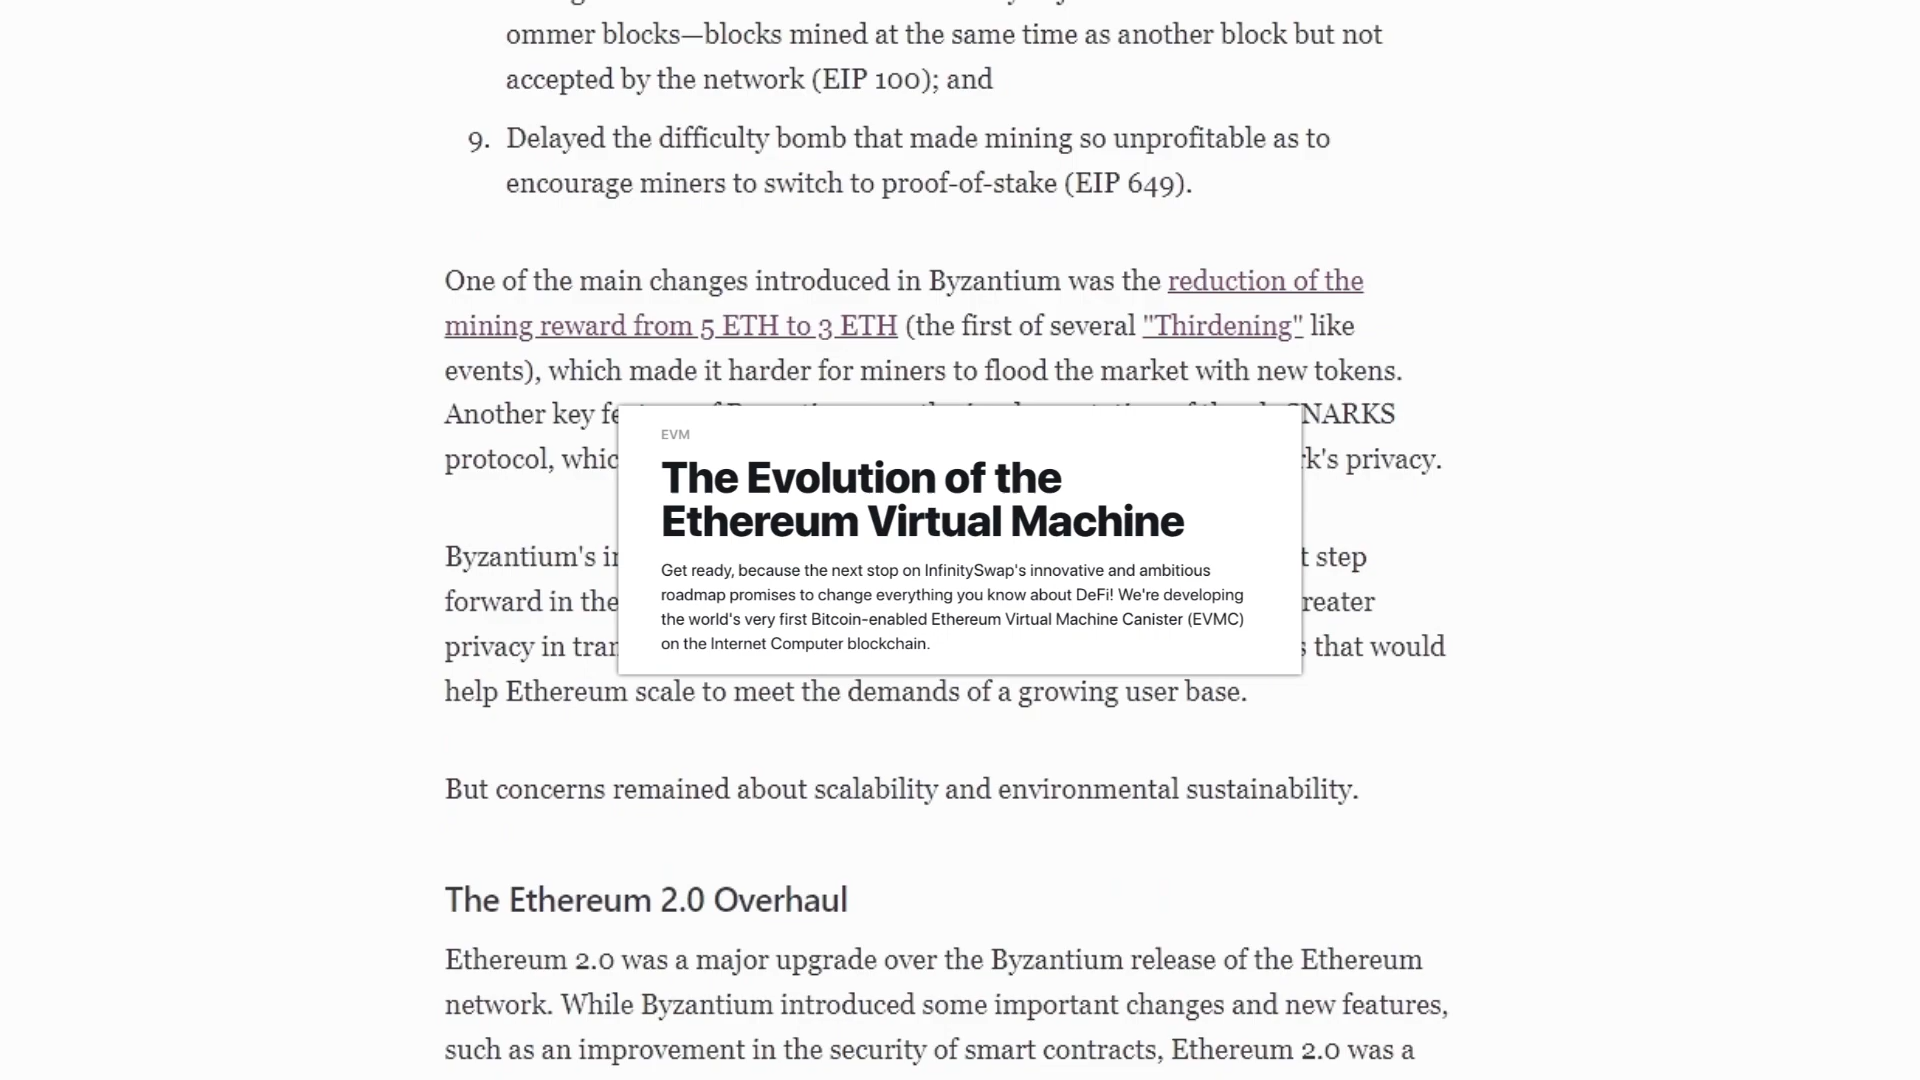 ommer blocks—blocks mined at the same time as another block but not
accepted by the network (EIP 100); and
9. Delayed the difficulty bomb that made mining so unprofitable as to
encourage miners to switch to proof-of-stake (EIP 649).
One of the main changes introduced in Byzantium was the reduction of the
mining reward from 5 ETH to 3 ETH (the first of several "Thirdening" like
events), which made it harder for miners to flood the market with new tokens.
Another key
SNARKS
protocol,
privacy.
EVM
The Evolution of the
Ethereum Virtual Machine
Get ready, because the next stop on InfinitySwap's innovative and ambitious
roadmap promises to change everything you know about DeFi! We're developing
the world's very first Bitcoin-enabled Ethereum Virtual Machine Canister (EVMC)
on the Internet Computer blockchain.
Byzantium's
step
forward in the
privacy in
that would
help Ethereum scale to meet the demands of a growing user base.
But concerns remained about scalability and environmental sustainability.
The Ethereum 2.0 Overhaul
Ethereum 2.0 was a major upgrade over the Byzantium release of the Ethereum
network. While Byzantium introduced some important changes and new features,
such as an improvement in the security of smart contracts, Ethereum 2.0 was a